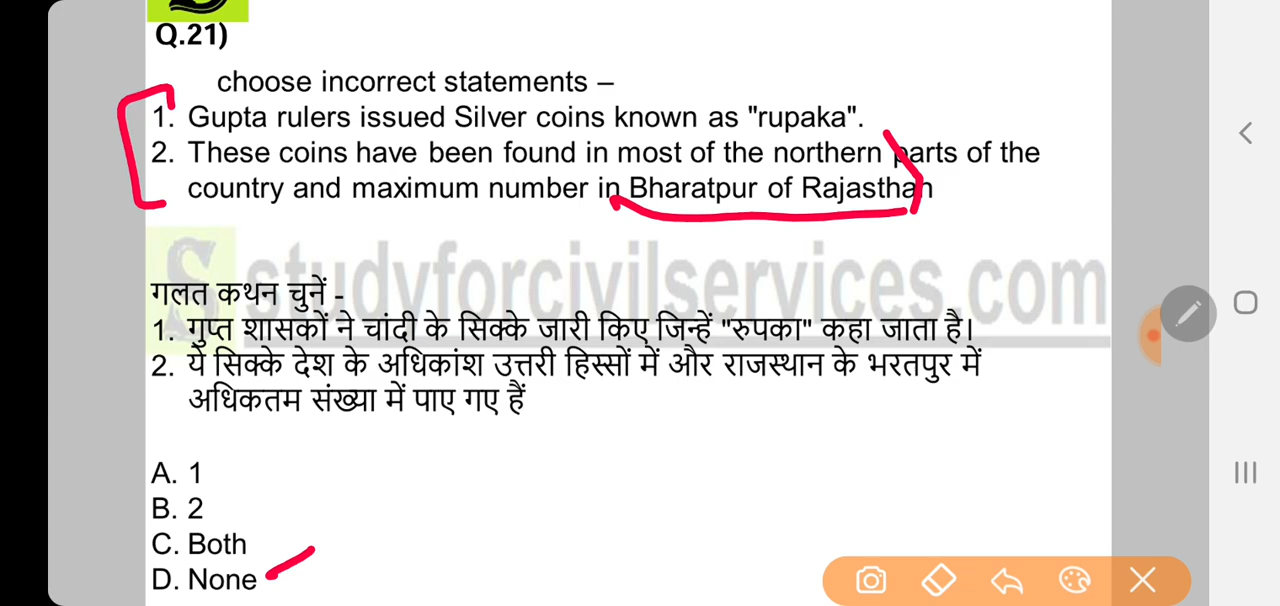 Q.21)
choose incorrect statements –
1. Gupta rulers issued Silver coins known as "rupaka".
2. These coins have been found in most of the northern parts of the
country and maximum number in Bharatpur of Rajasthan
studyforcivilservices.com
गलत कथन चुनें -
1. गुप्त शासकों ने चांदी के सिक्के जारी किए जिन्हें "रुपका" कहा जाता है।
2. ये सिक्के देश के अधिकांश उत्तरी हिस्सों में और राजस्थान के भरतपुर में
अधिकतम संख्या में पाए गए हैं
A. 1
B. 2
C. Both
D. None